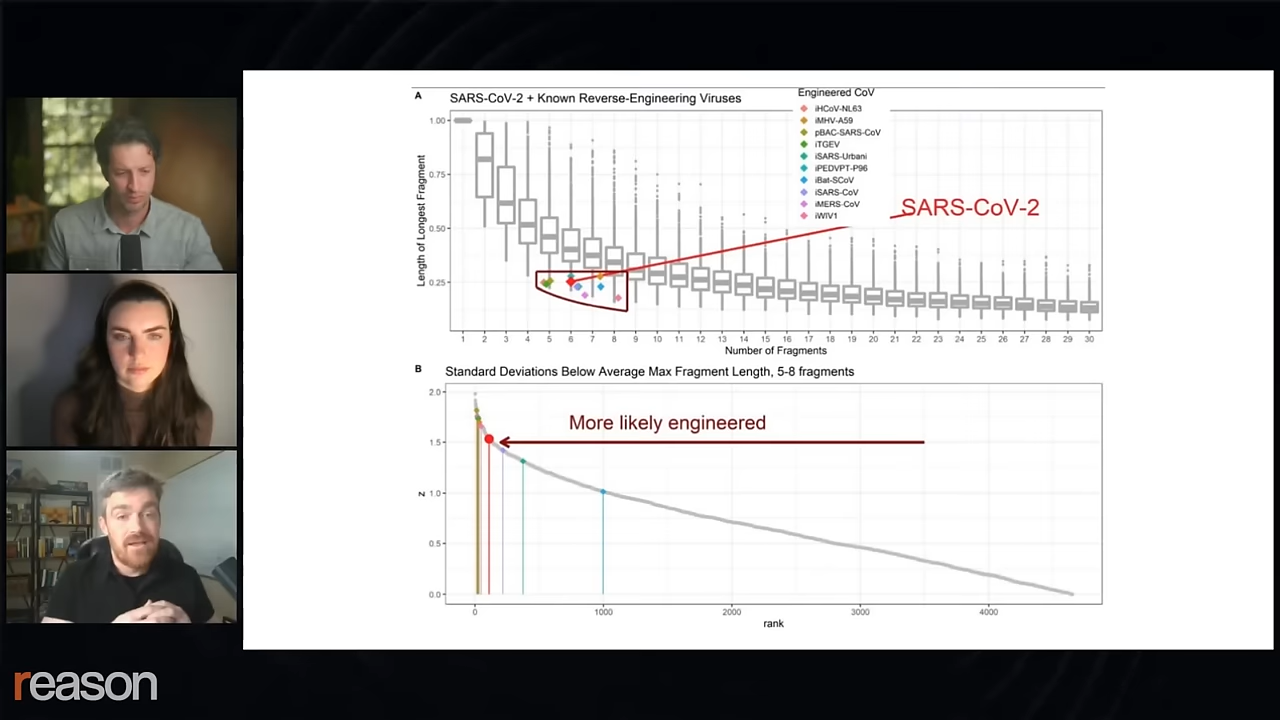 A
SARS-CoV-2 + Known Reverse-Engineering Viruses
Engineered CoV
iHCoV-NL63
iMHV-A59
pBAC-SARS-CoV
iTGEV
iSARS-Urbani
iPEDVPT-P96
iBat-SCoV
iSARS-CoV
iMERS-CoV
iWIV1
SARS-CoV-2
Length of Longest Fragment
1.00
0.75
0.50
0.25
1 2 3 4 5 6 7 8 9 10 11 12 13 14 15 16 17 18 19 20 21 22 23 24 25 26 27 28 29 30
Number of Fragments
B
Standard Deviations Below Average Max Fragment Length, 5-8 fragments
More likely engineered
z
2.0
1.5
1.0
0.5
0.0
0 1000 2000 3000 4000
rank
reason